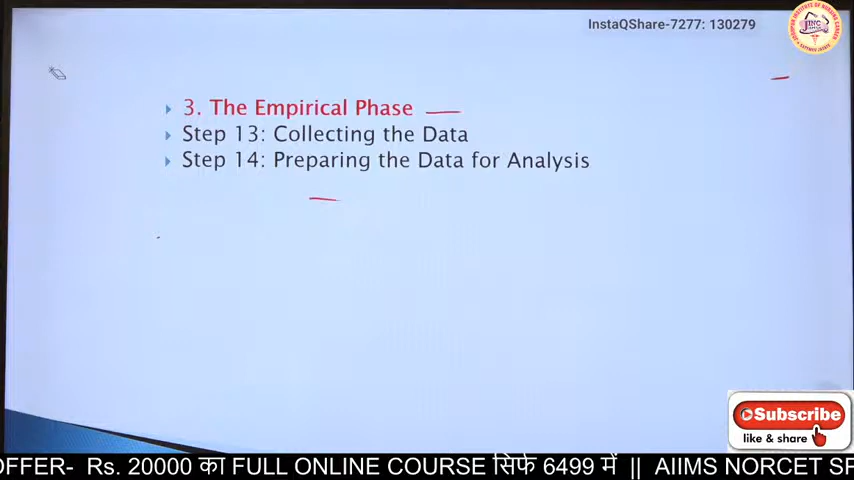 InstaQShare-7277: 130279
3. The Empirical Phase
Step 13: Collecting the Data
Step 14: Preparing the Data for Analysis
Subscribe
like & share
OFFER- Rs. 20000 का FULL ONLINE COURSE सिर्फ 6499 में || AIIMS NORCET